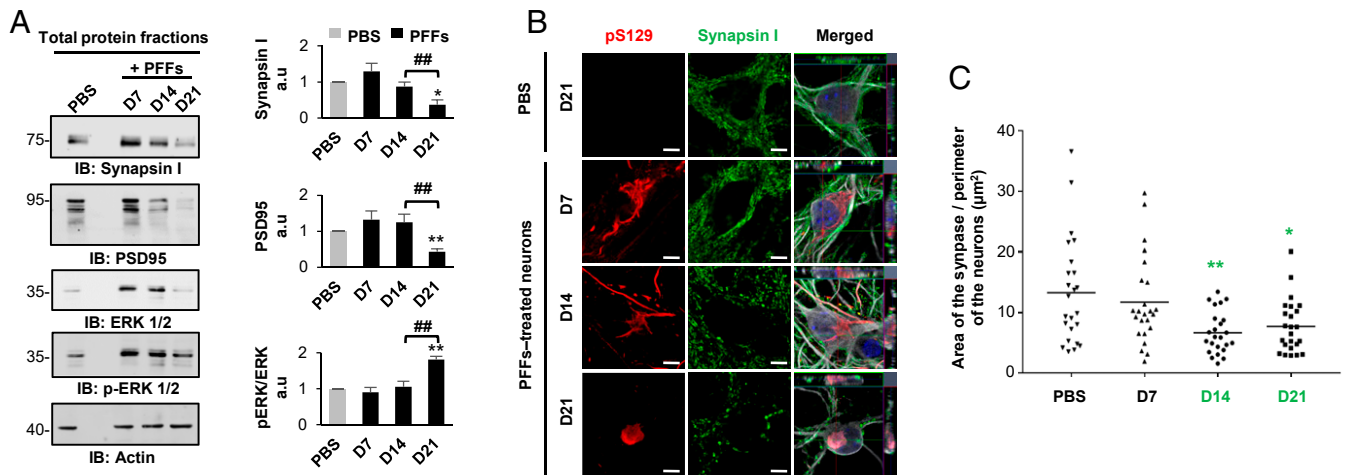 A
Total protein fractions
+ PFFs
PBS
D7
D14
D21
75-
IB: Synapsin I
95-
IB: PSD95
35-
IB: ERK 1/2
35-
IB: p-ERK 1/2
40-
IB: Actin
PBS PFFs
Synapsin I
a.u
2
1
0
##
*
PBS
D7
D14
D21
PSD95
a.u
2
1
0
##
**
PBS
D7
D14
D21
pERK/ERK
a.u
2
1
0
##
**
PBS
D7
D14
D21
B
pS129 Synapsin I Merged
PBS
D21
PFFs-treated neurons
D7
D14
D21
C
Area of the synapse / perimeter
of the neurons (µm²)
40
30
20
10
0
**
*
PBS D7 D14 D21